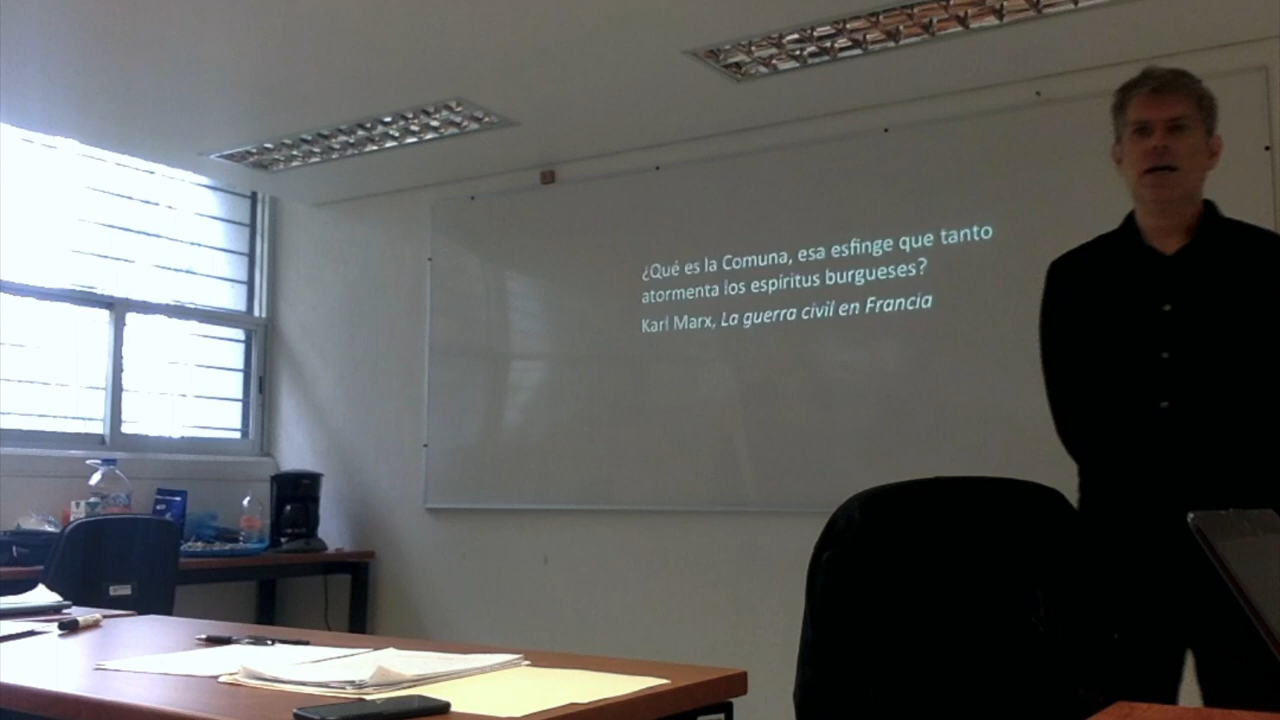 ¿Qué es la Comuna, esa esfinge que tanto
atormenta los espíritus burgueses?
Karl Marx, La guerra civil en Francia